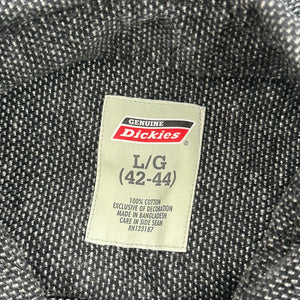 GENUINE
Dickies
®
L/G
(42-44)
100% COTTON
EXCLUSIVE OF DECORATION
MADE IN BANGLADESH
CARE IN SIDE SEAM
RN123187